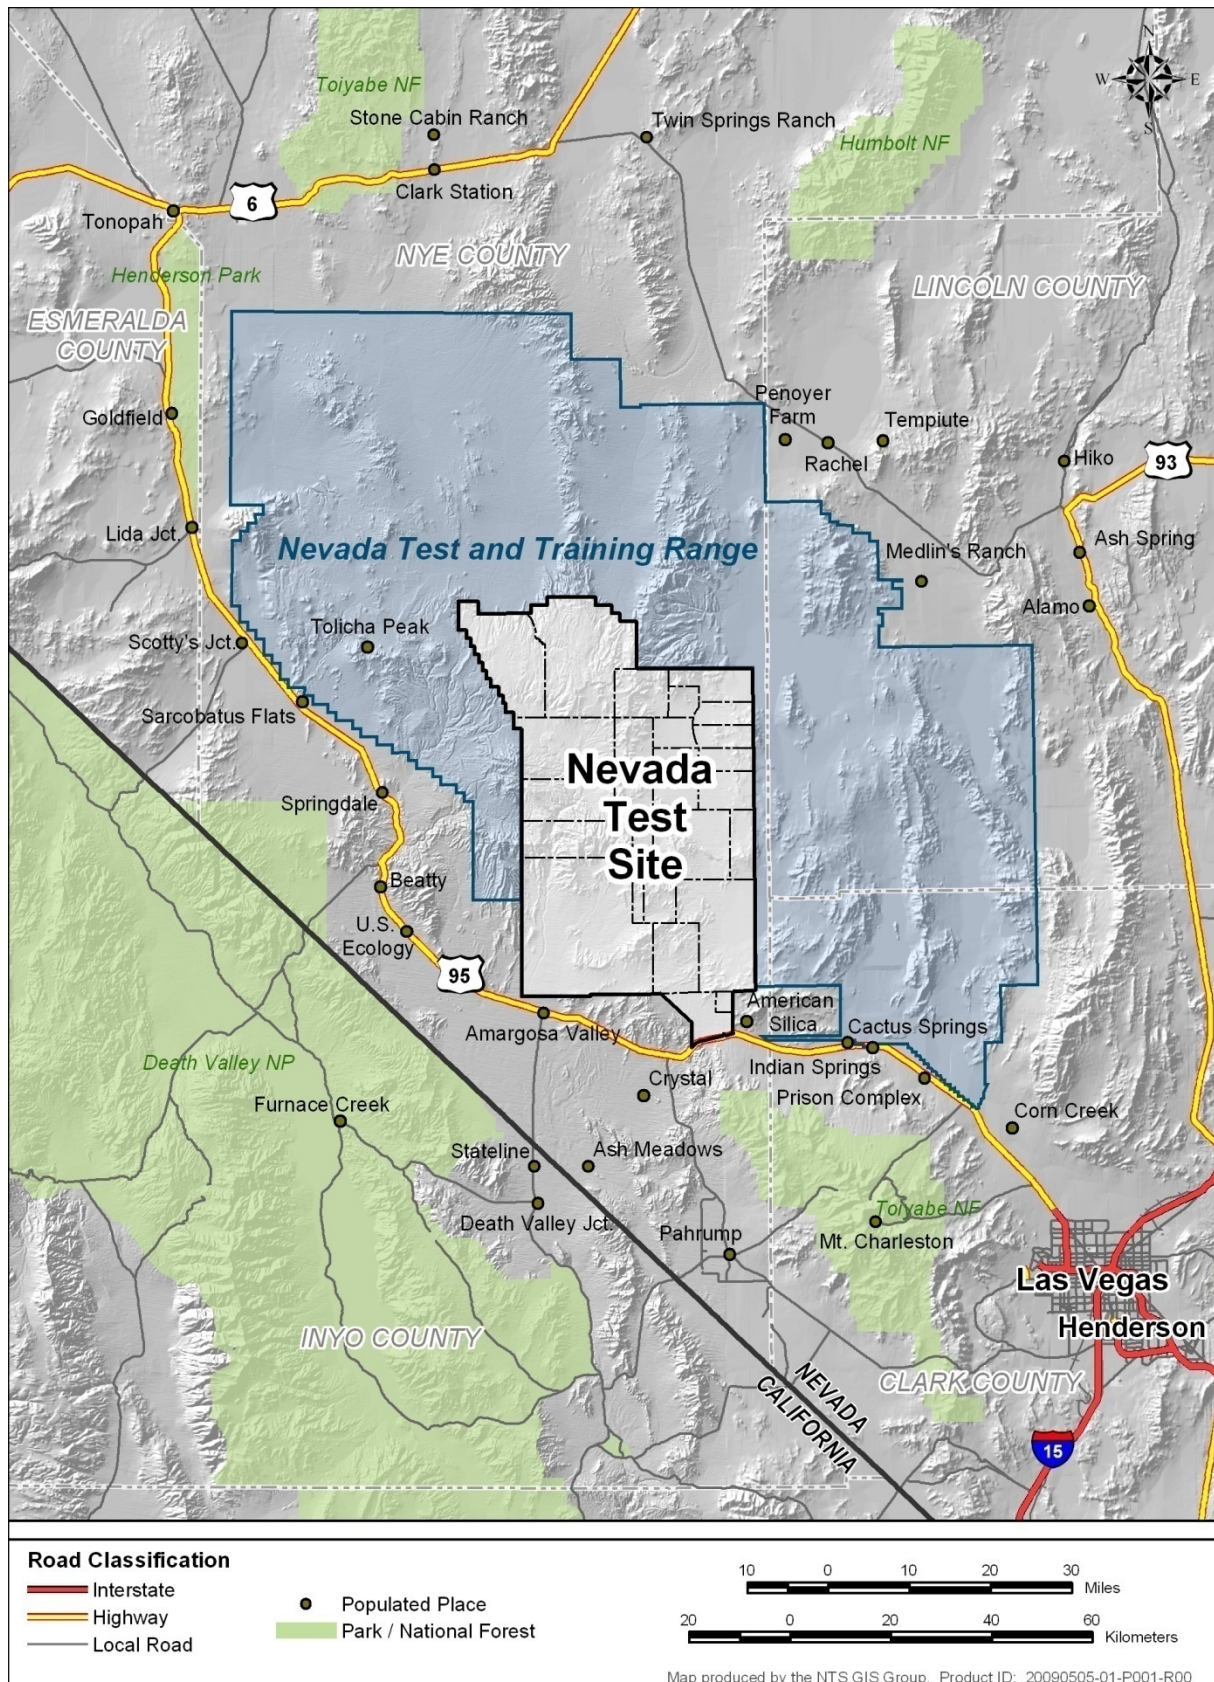 N
W
E
S
Toiyabe NF
Stone Cabin Ranch
Twin Springs Ranch
Humbolt NF
Clark Station
6
Tonopah
NYE COUNTY
Henderson Park
LINCOLN COUNTY
ESMERALDA
COUNTY
Penoyer
Farm
Tempiute
Goldfield
Rachel
Hiko
93
Lida Jct.
Nevada Test and Training Range
Medlin's Ranch
Ash Spring
Alamo
Tolicha Peak
Scotty's Jct.
Sarcobatus Flats
Nevada
Test
Site
Springdale
Beatty
U.S.
Ecology
95
American
Silica
Amargosa Valley
Cactus Springs
Indian Springs
Death Valley NP
Crystal
Prison Complex
Furnace Creek
Corn Creek
Stateline
Ash Meadows
Toiyabe NF
Death Valley Jct.
Pahrump
Mt. Charleston
Las Vegas
Henderson
INYO COUNTY
NEVADA
CALIFORNIA
CLARK COUNTY
15
Road Classification
Interstate
Highway
Local Road
Populated Place
Park / National Forest
10 0 10 20 30
Miles
20 0 20 40 60
Kilometers
Map produced by the NTS GIS Group. Product ID: 20090505-01-P001-R00